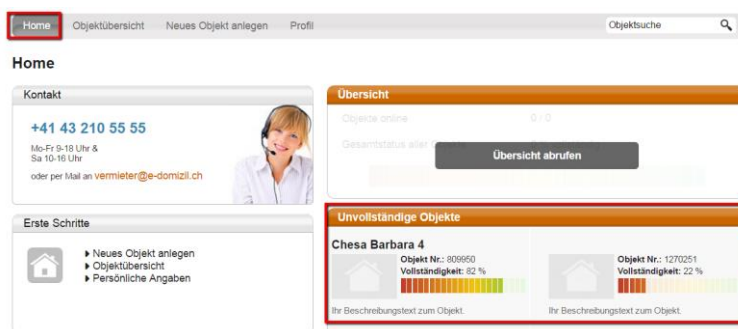 Home Objektübersicht Neues Objekt anlegen Profil Objektsuche
Home
Kontakt
+41 43 210 55 55
Mo-Fr 9-18 Uhr &
Sa 10-16 Uhr
oder per Mail an vermieter@e-domizil.ch
Übersicht
Objekte online 0 / 0
Gesamtstatus aller
Übersicht abrufen
Erste Schritte
Neues Objekt anlegen
Objektübersicht
Persönliche Angaben
Unvollständige Objekte
Chesa Barbara 4
Objekt Nr.: 809950
Vollständigkeit: 82 %
Ihr Beschreibungstext zum Objekt.
Objekt Nr.: 1270251
Vollständigkeit: 22 %
Ihr Beschreibungstext zum Objekt.